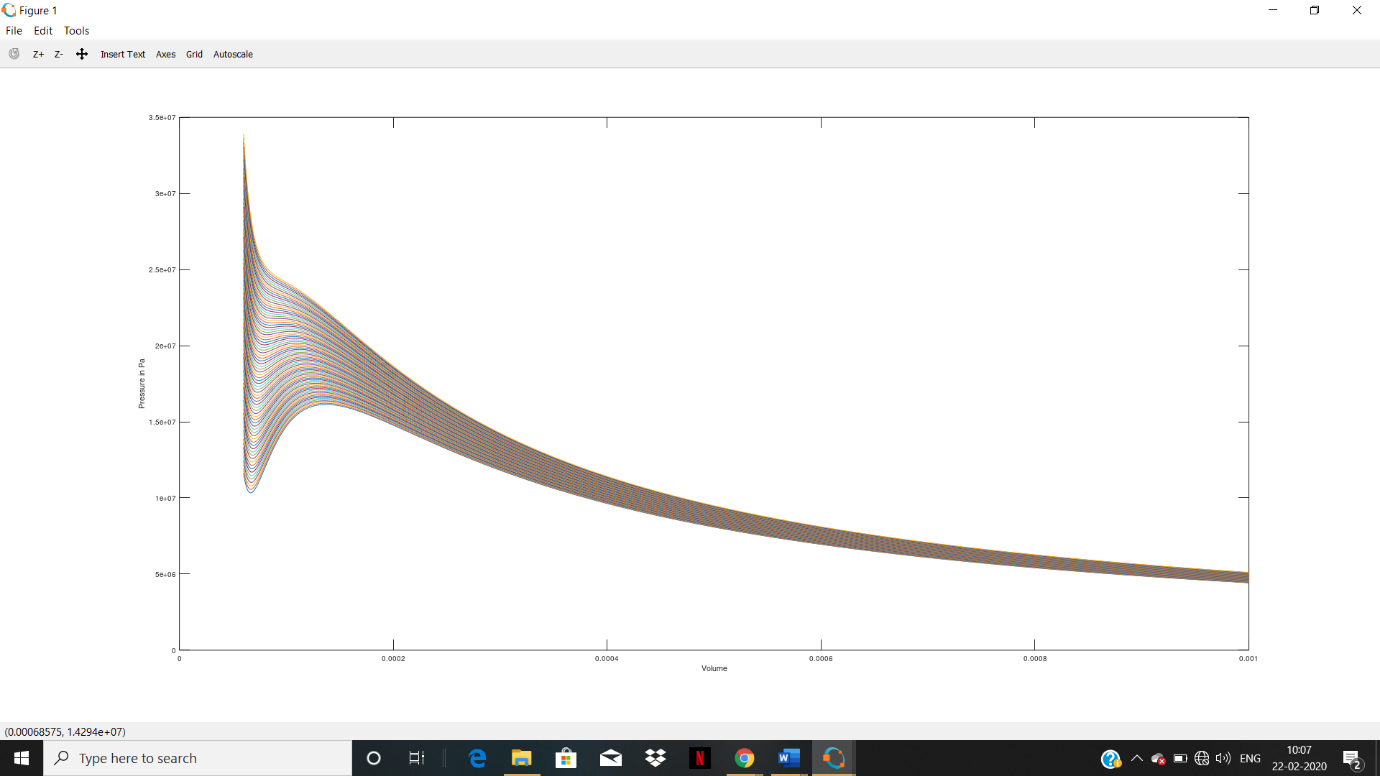 Figure 1
File Edit Tools
Z+ Z- Insert Text Axes Grid Autoscale
3.5e+07
3e+07
2.5e+07
2e+07
1.5e+07
1e+07
5e+06
0
Pressure in Pa
0 0.0002 0.0004 0.0006 0.0008 0.001
Volume
(0.00068575, 1.4294e+07)
Type here to search
N
W
ENG
10:07
22-02-2020
2